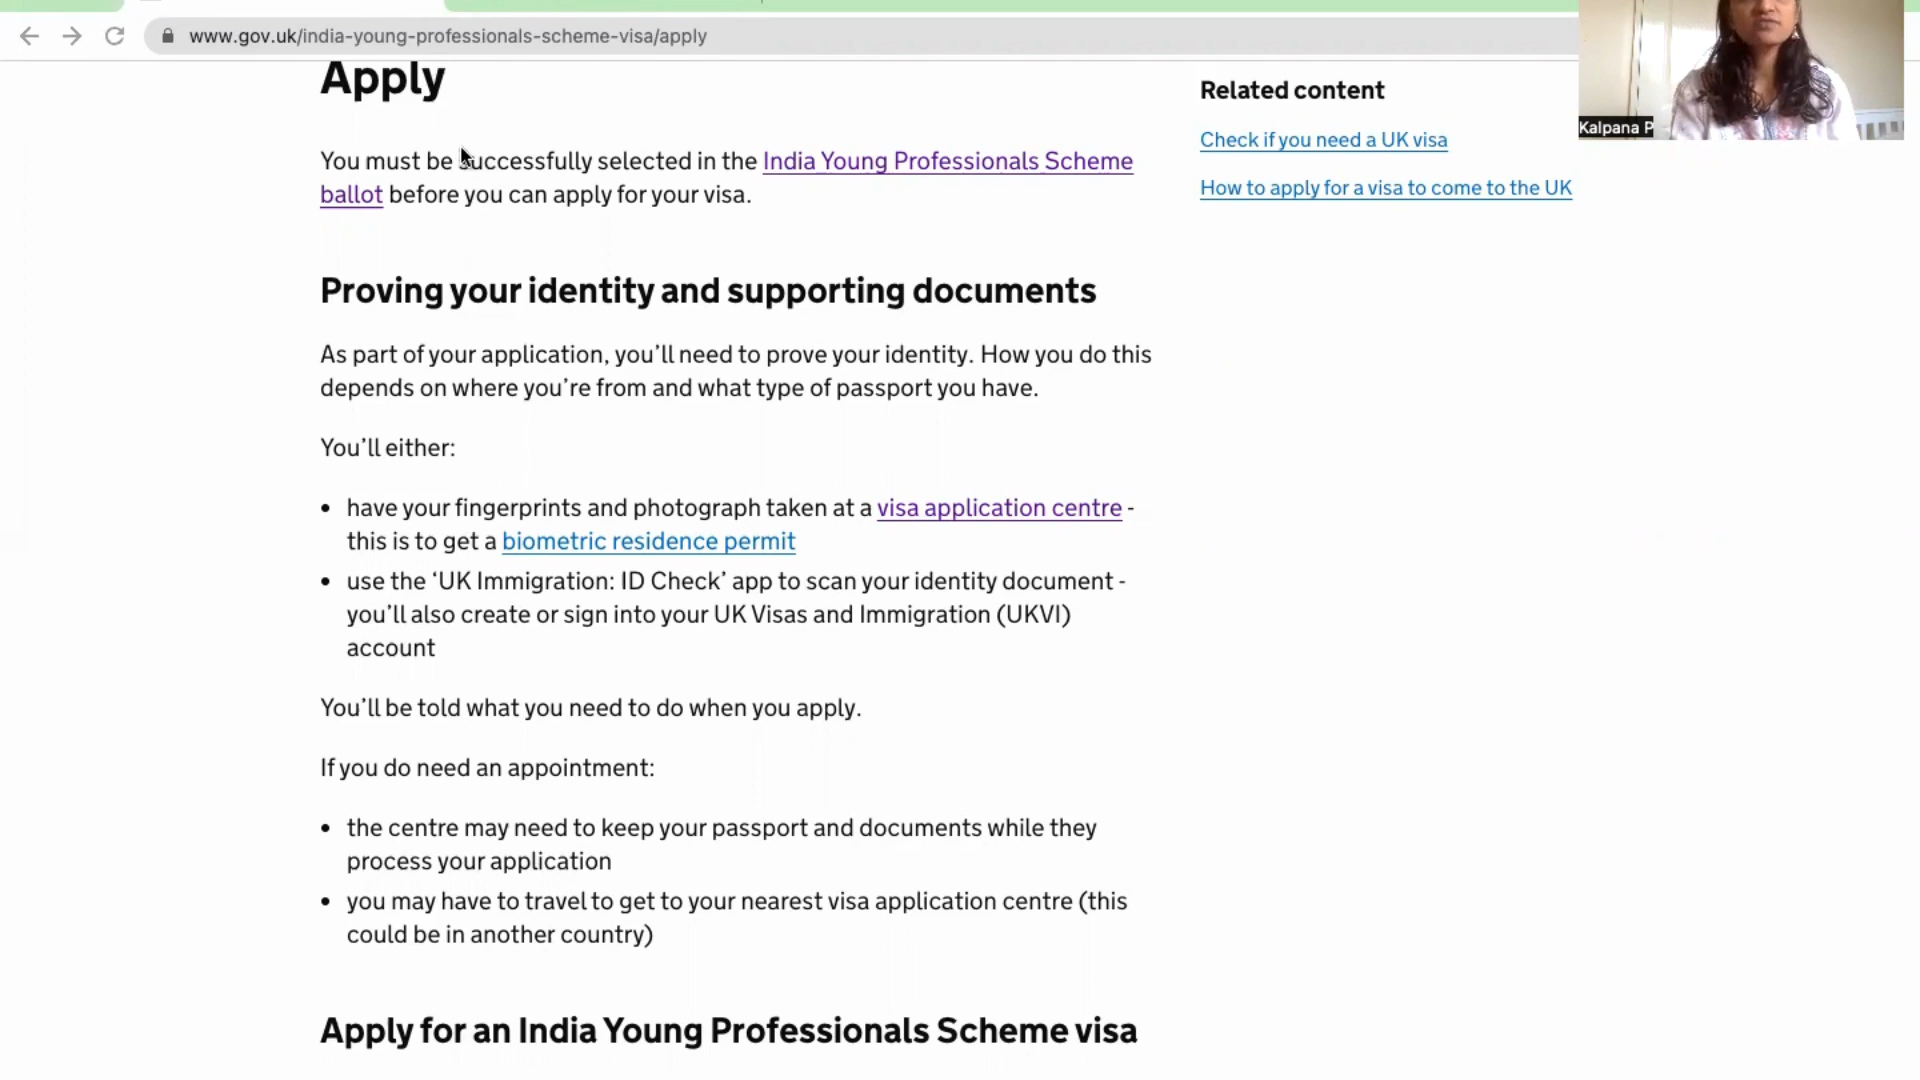 www.gov.uk/india-young-professionals-scheme-visa/apply
Apply
You must be successfully selected in the India Young Professionals Scheme
ballot before you can apply for your visa.
Proving your identity and supporting documents
As part of your application, you’ll need to prove your identity. How you do this
depends on where you’re from and what type of passport you have.
You’ll either:
• have your fingerprints and photograph taken at a visa application centre -
this is to get a biometric residence permit
• use the ‘UK Immigration: ID Check’ app to scan your identity document -
you’ll also create or sign into your UK Visas and Immigration (UKVI)
account
You’ll be told what you need to do when you apply.
If you do need an appointment:
• the centre may need to keep your passport and documents while they
process your application
• you may have to travel to get to your nearest visa application centre (this
could be in another country)
Apply for an India Young Professionals Scheme visa
Related content
Check if you need a UK visa
How to apply for a visa to come to the UK
Kalpana P